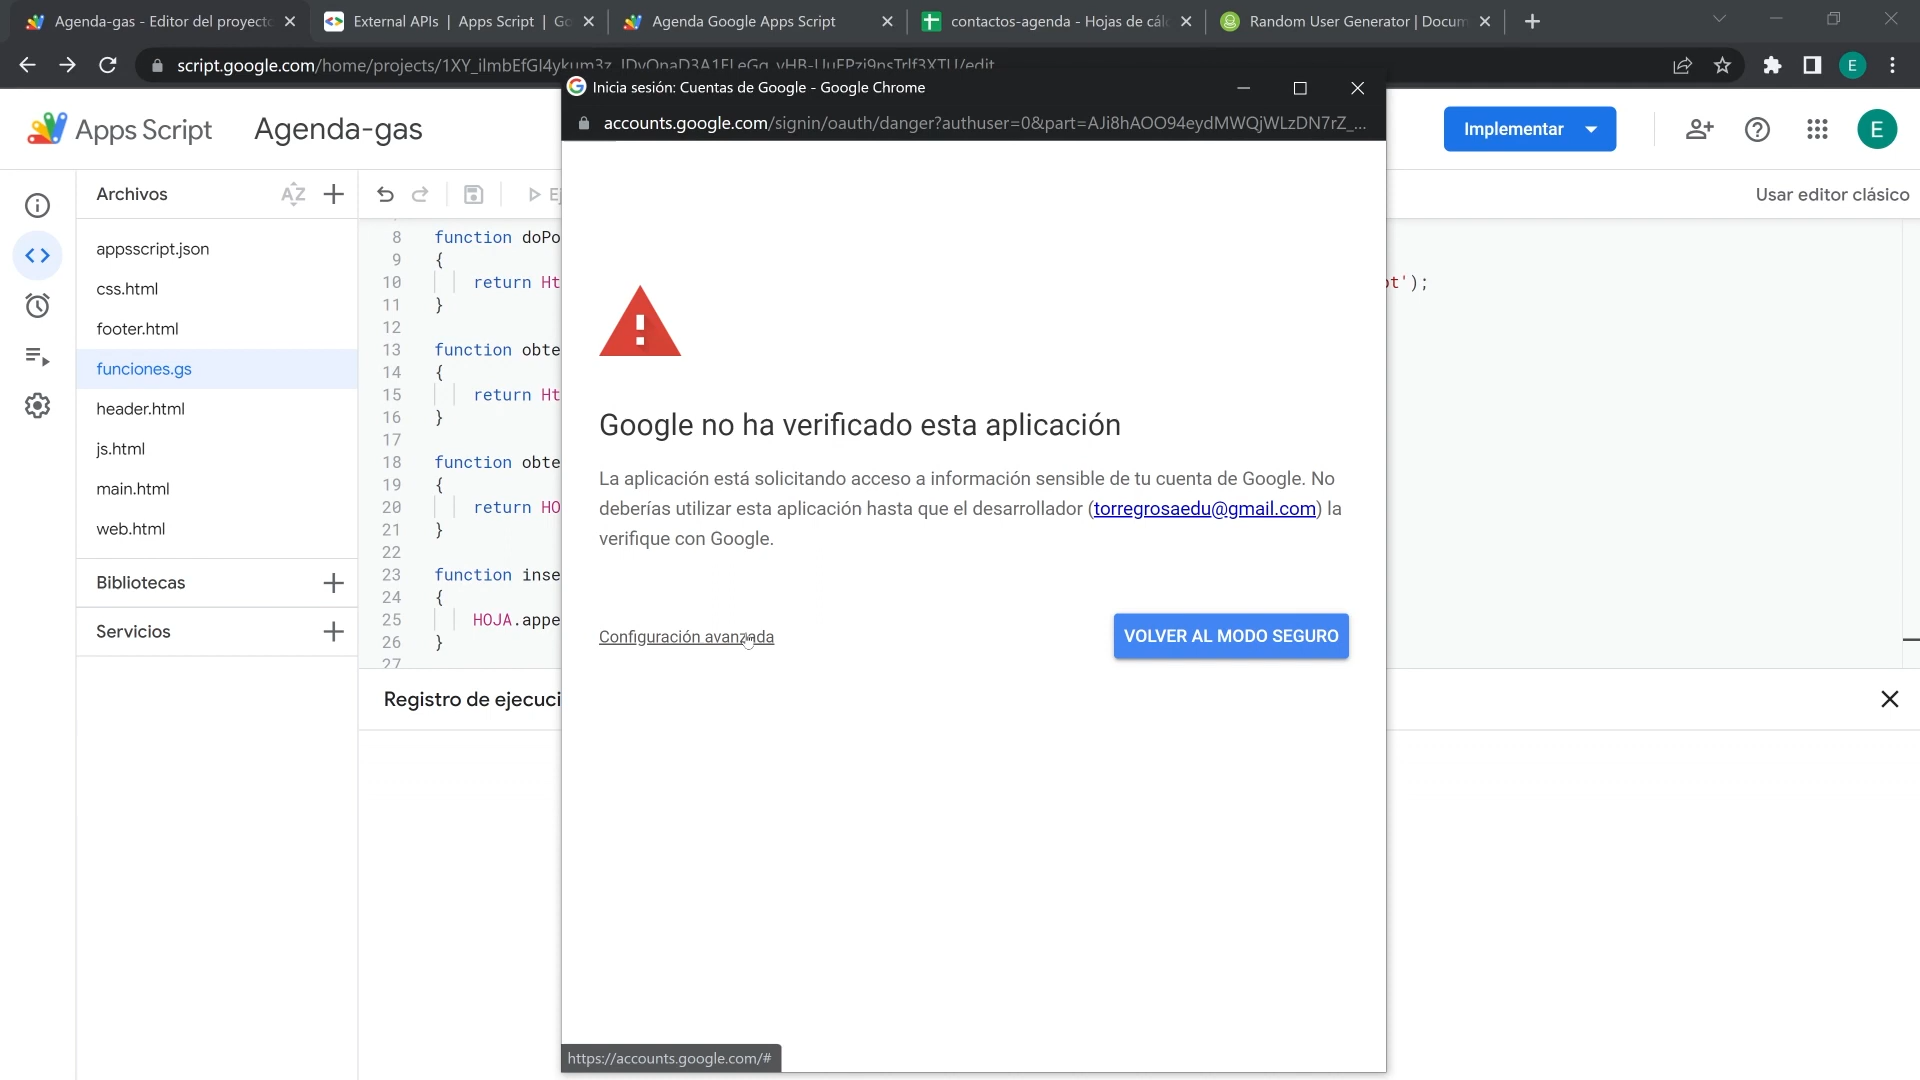 Agenda-gas - Editor del proyecto
External APIs | Apps Script | Go
Agenda Google Apps Script
contactos-agenda - Hojas de cálc
Random User Generator | Docum
script.google.com/home/projects/
/edit
E
Inicia sesión: Cuentas de Google - Google Chrome
accounts.google.com/signin/oauth/danger?authuser=0&part=AJi8hAOO94eydMWQjWLzDN7rZ_...
Apps Script
Agenda-gas
Implementar
E
Archivos
AZ
Ej
Usar editor clásico
appsscript.json
css.html
footer.html
funciones.gs
header.html
js.html
main.html
web.html
Bibliotecas
Servicios
8 function doPo
9 {
10 return Ht
ot');
11 }
12
13 function obte
14 {
15 return Ht
16 }
17
18 function obte
19 {
20 return HO
21 }
22
23 function inse
24 {
25 HOJA.appe
26 }
27
Google no ha verificado esta aplicación
La aplicación está solicitando acceso a información sensible de tu cuenta de Google. No
deberías utilizar esta aplicación hasta que el desarrollador (torregrosaedu@gmail.com) la
verifique con Google.
Configuración avanzada
VOLVER AL MODO SEGURO
Registro de ejecuci
https://accounts.google.com/#